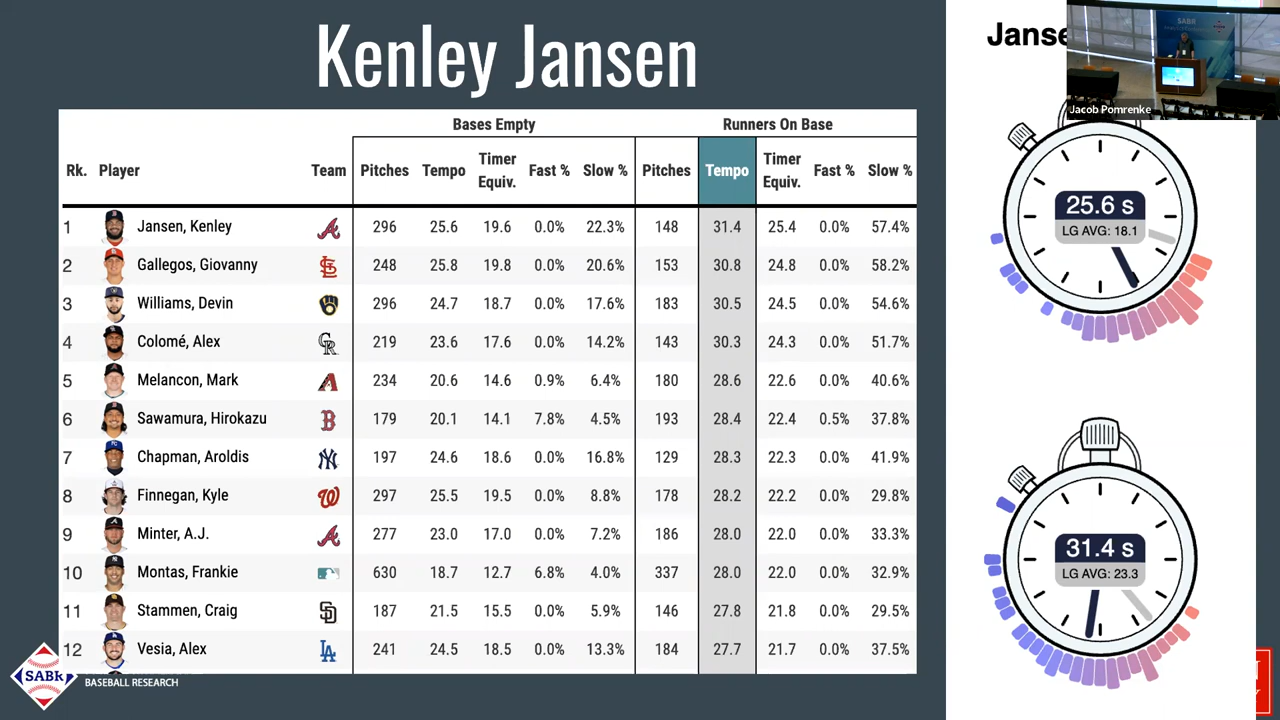 Kenley Jansen
Janse
Jacob Pomrenke
SABR
Bases Empty Runners On Base
Rk. Player Team Pitches Tempo Timer Equiv. Fast % Slow % Pitches Tempo Timer Equiv. Fast % Slow %
1 Jansen, Kenley 296 25.6 19.6 0.0% 22.3% 148 31.4 25.4 0.0% 57.4%
2 Gallegos, Giovanny 248 25.8 19.8 0.0% 20.6% 153 30.8 24.8 0.0% 58.2%
3 Williams, Devin 296 24.7 18.7 0.0% 17.6% 183 30.5 24.5 0.0% 54.6%
4 Colomé, Alex 219 23.6 17.6 0.0% 14.2% 143 30.3 24.3 0.0% 51.7%
5 Melancon, Mark 234 20.6 14.6 0.9% 6.4% 180 28.6 22.6 0.0% 40.6%
6 Sawamura, Hirokazu 179 20.1 14.1 7.8% 4.5% 193 28.4 22.4 0.5% 37.8%
7 Chapman, Aroldis 197 24.6 18.6 0.0% 16.8% 129 28.3 22.3 0.0% 41.9%
8 Finnegan, Kyle 297 25.5 19.5 0.0% 8.8% 178 28.2 22.2 0.0% 29.8%
9 Minter, A.J. 277 23.0 17.0 0.0% 7.2% 186 28.0 22.0 0.0% 33.3%
10 Montas, Frankie 630 18.7 12.7 6.8% 4.0% 337 28.0 22.0 0.0% 32.9%
11 Stammen, Craig 187 21.5 15.5 0.0% 5.9% 146 27.8 21.8 0.0% 29.5%
12 Vesia, Alex 241 24.5 18.5 0.0% 13.3% 184 27.7 21.7 0.0% 37.5%
25.6 s
LG AVG: 18.1
31.4 s
LG AVG: 23.3
SABR
BASEBALL RESEARCH